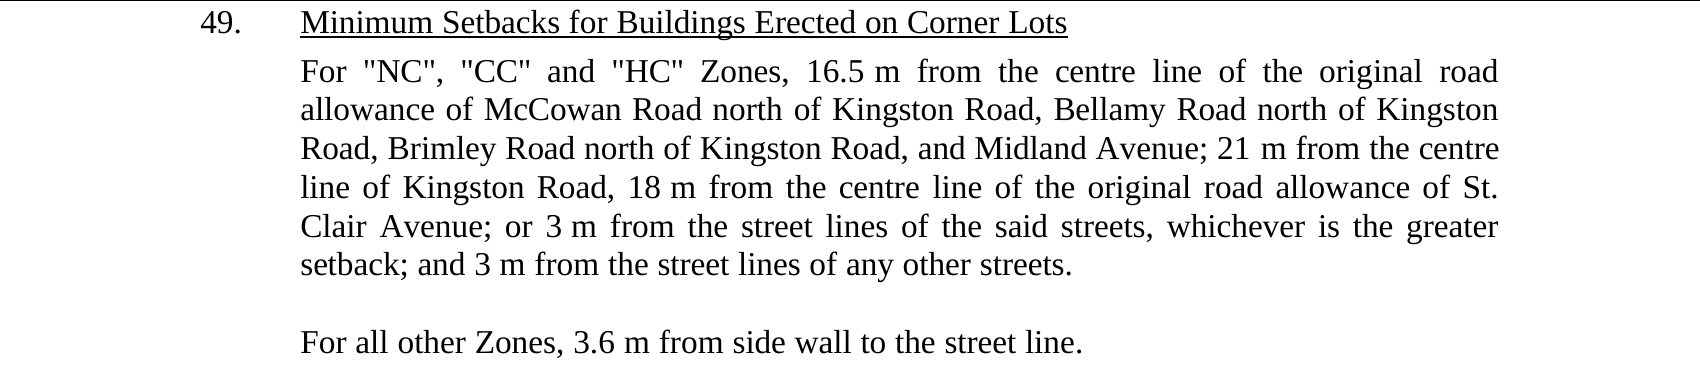 49. Minimum Setbacks for Buildings Erected on Corner Lots
For "NC", "CC" and "HC" Zones, 16.5 m from the centre line of the original road
allowance of McCowan Road north of Kingston Road, Bellamy Road north of Kingston
Road, Brimley Road north of Kingston Road, and Midland Avenue; 21 m from the centre
line of Kingston Road, 18 m from the centre line of the original road allowance of St.
Clair Avenue; or 3 m from the street lines of the said streets, whichever is the greater
setback; and 3 m from the street lines of any other streets.
For all other Zones, 3.6 m from side wall to the street line.